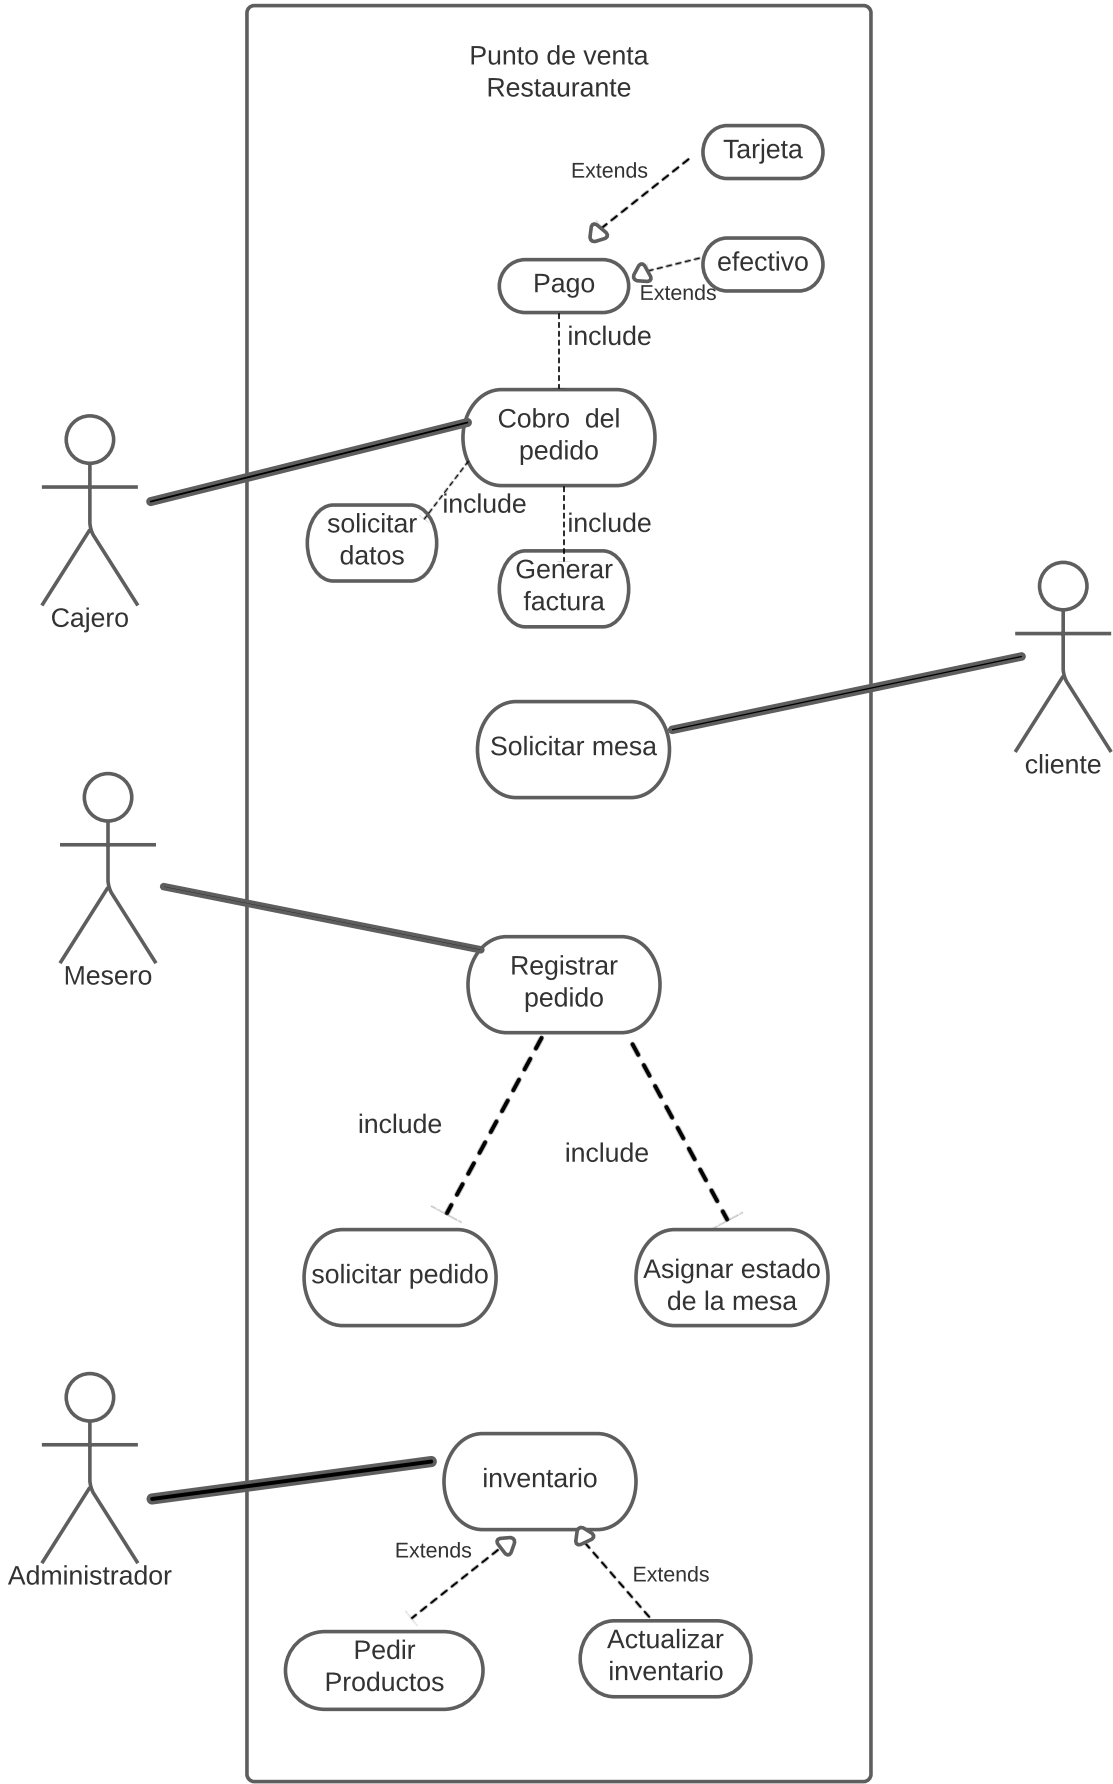 Punto de venta
Restaurante
Tarjeta
Extends
efectivo
Pago
Extends
include
Cobro  del
pedido
include
solicitar
datos
include
Generar
factura
Cajero
Solicitar mesa
cliente
Mesero
Registrar
pedido
include
include
solicitar pedido
Asignar estado
de la mesa
inventario
Extends
Extends
Administrador
Pedir
Productos
Actualizar
inventario